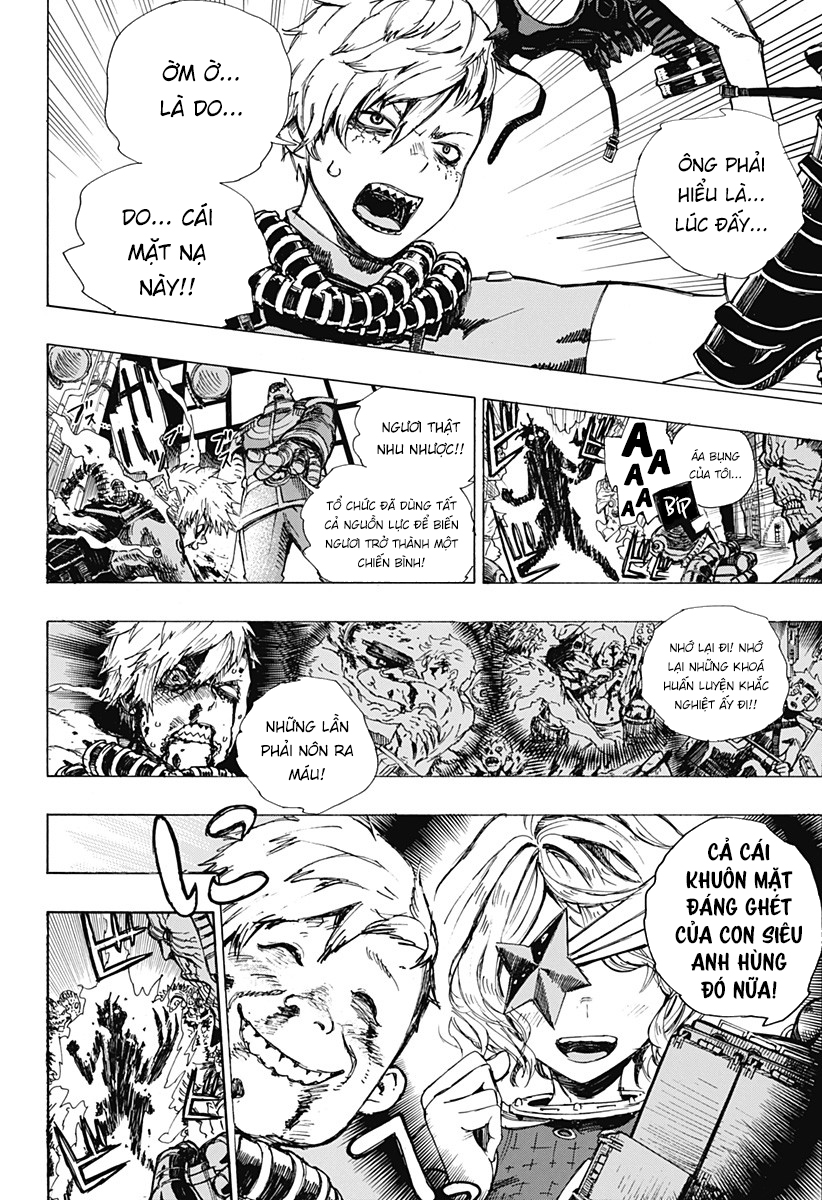 ÔNG PHẢI
HIỂU LÀ...
LÚC ĐẤY...
ỜM Ờ...
LÀ DO...
DO... CÁI
MẶT NẠ
NÀY!!
ÁA BỤNG
CỦA TÔI...
A
A A
A A A
BÍP
NGƯƠI THẬT
NHU NHƯỢC!!
TỔ CHỨC ĐÃ DÙNG TẤT
CẢ NGUỒN LỰC ĐỂ BIẾN
NGƯƠI TRỞ THÀNH MỘT
CHIẾN BINH!
NHỚ LẠI ĐI! NHỚ
LẠI NHỮNG KHOÁ
HUẤN LUYỆN KHẮC
NGHIỆT ẤY ĐI!!
NHỮNG LẦN
PHẢI NÔN RA
MÁU!
CẢ CÁI
KHUÔN MẶT
ĐÁNG GHÉT
CỦA CON SIÊU
ANH HÙNG
ĐÓ NỮA!